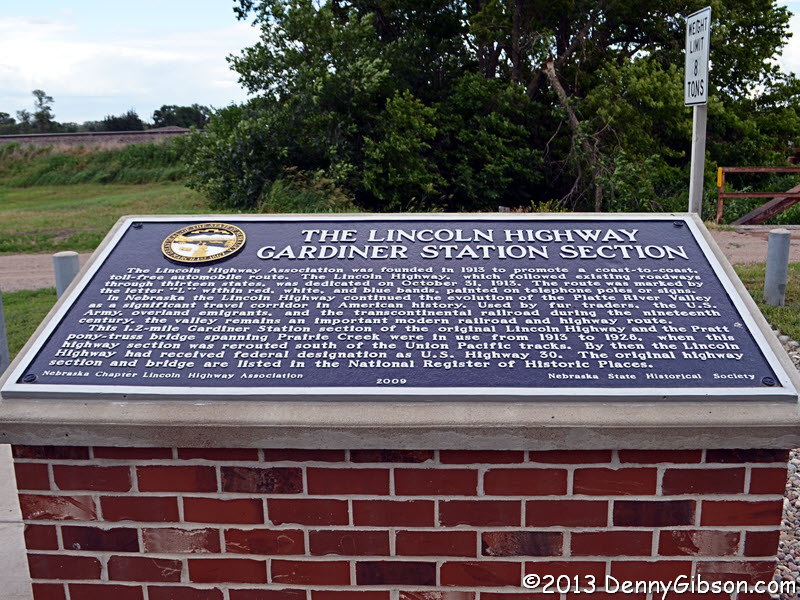 WEIGHT
LIMIT
8
TONS
THE LINCOLN HIGHWAY
GARDINER STATION SECTION
The Lincoln Highway Association was founded in 1913 to promote a coast-to-coast,
toll-free automobile route. The Lincoln Highway, which followed existing roadways
through thirteen states, was dedicated on October 31, 1913. The route was marked by
the letter "L" within red, white, and blue bands, painted on telephone poles or signs.
In Nebraska the Lincoln Highway continued the evolution of the Platte River Valley
as a significant travel corridor in American history. Used by fur traders, the U.S.
Army, overland emigrants, and the transcontinental railroad during the nineteenth
century, the valley remains an important modern railroad and highway route.
This 1.2-mile Gardiner Station section of the original Lincoln Highway and the Pratt
pony-truss bridge spanning Prairie Creek were in use from 1913 to 1928, when this
highway section was rerouted south of the Union Pacific tracks. By then the Lincoln
Highway had received federal designation as U.S. Highway 30. The original highway
section and bridge are listed in the National Register of Historic Places.
Nebraska Chapter Lincoln Highway Association 2009 Nebraska State Historical Society
©2013 DennyGibson.com